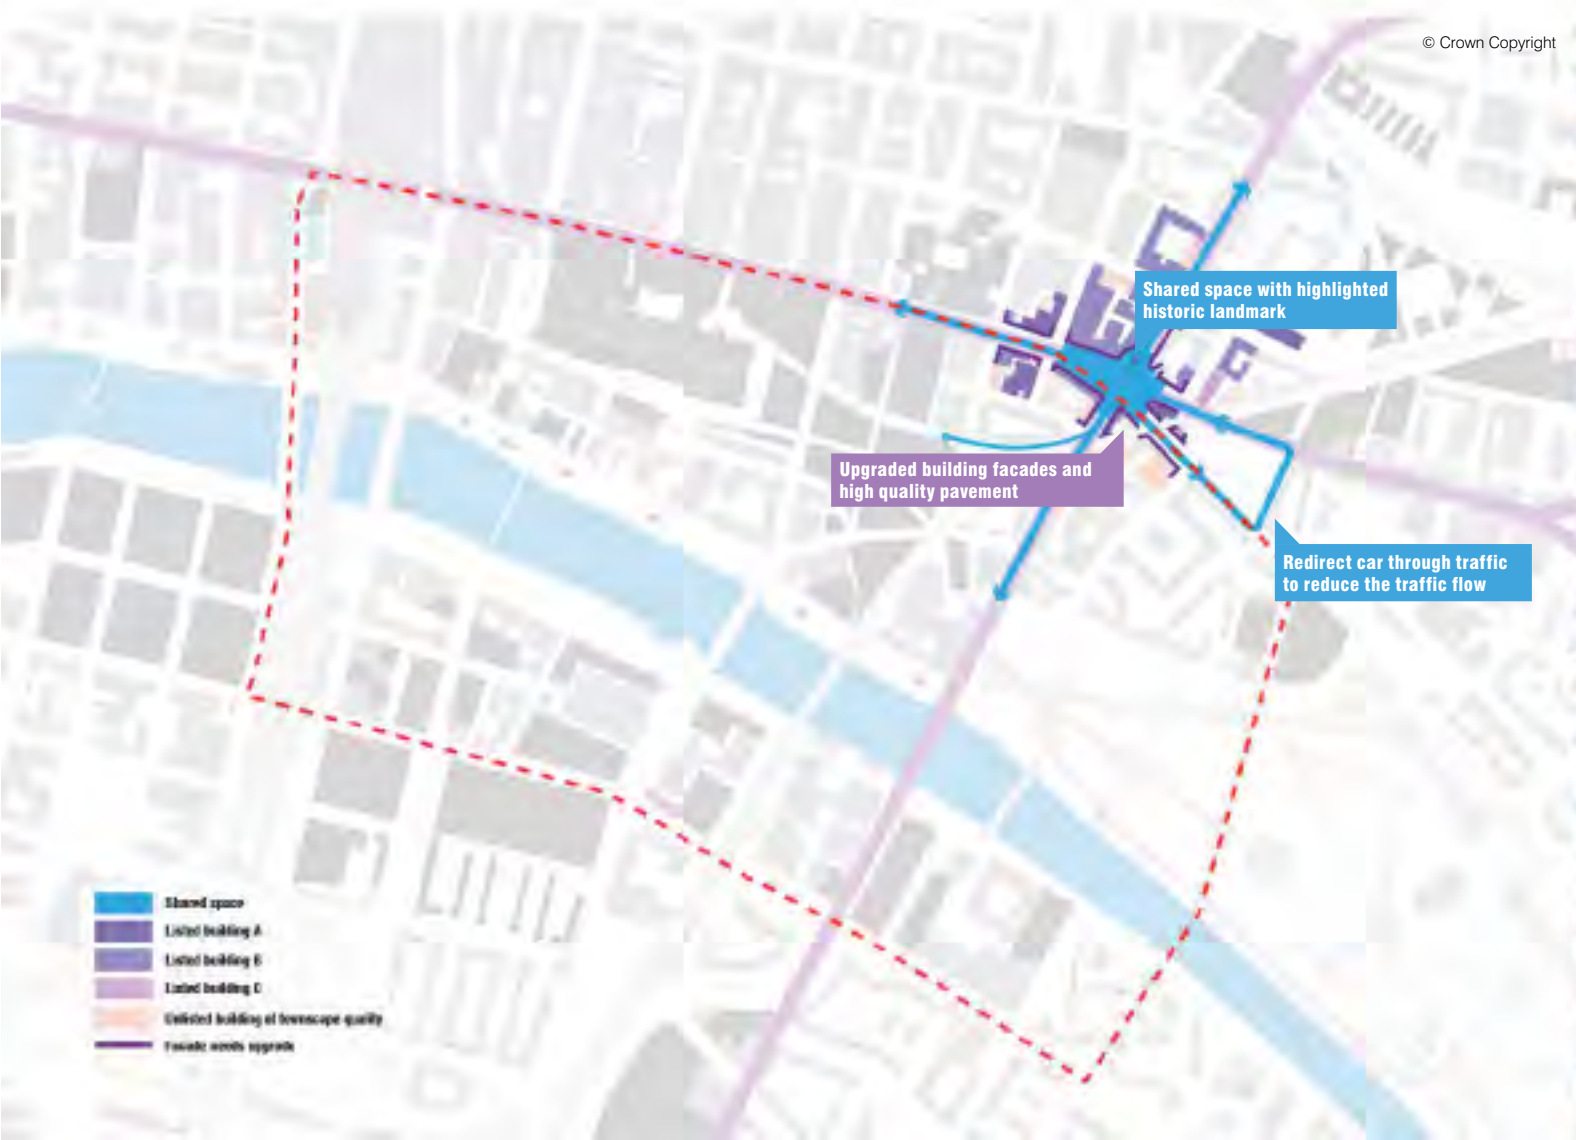 © Crown Copyright
Shared space with highlighted
historic landmark
Upgraded building facades and
high quality pavement
Redirect car through traffic
to reduce the traffic flow
Shared space
Listed building A
Listed building B
Listed building C
Unlisted building of townscape quality
Facade needs upgrade